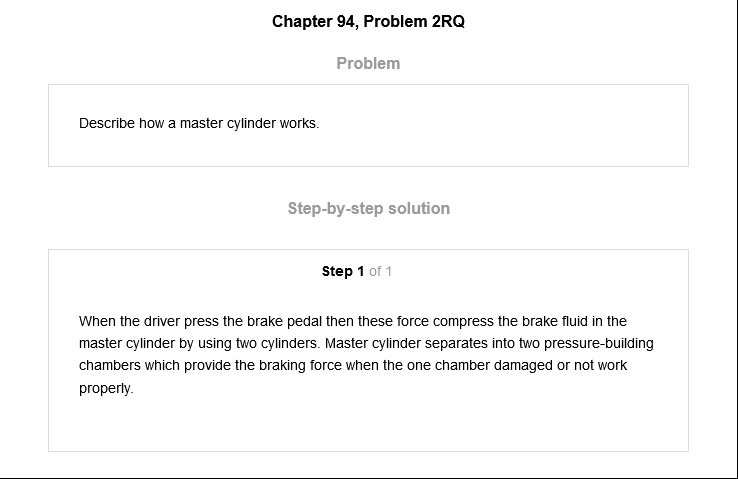 Chapter 94, Problem 2RQ
Problem
Describe how a master cylinder works.
Step-by-step solution
Step 1 of 1
When the driver press the brake pedal then these force compress the brake fluid in the
master cylinder by using two cylinders. Master cylinder separates into two pressure-building
chambers which provide the braking force when the one chamber damaged or not work
properly.